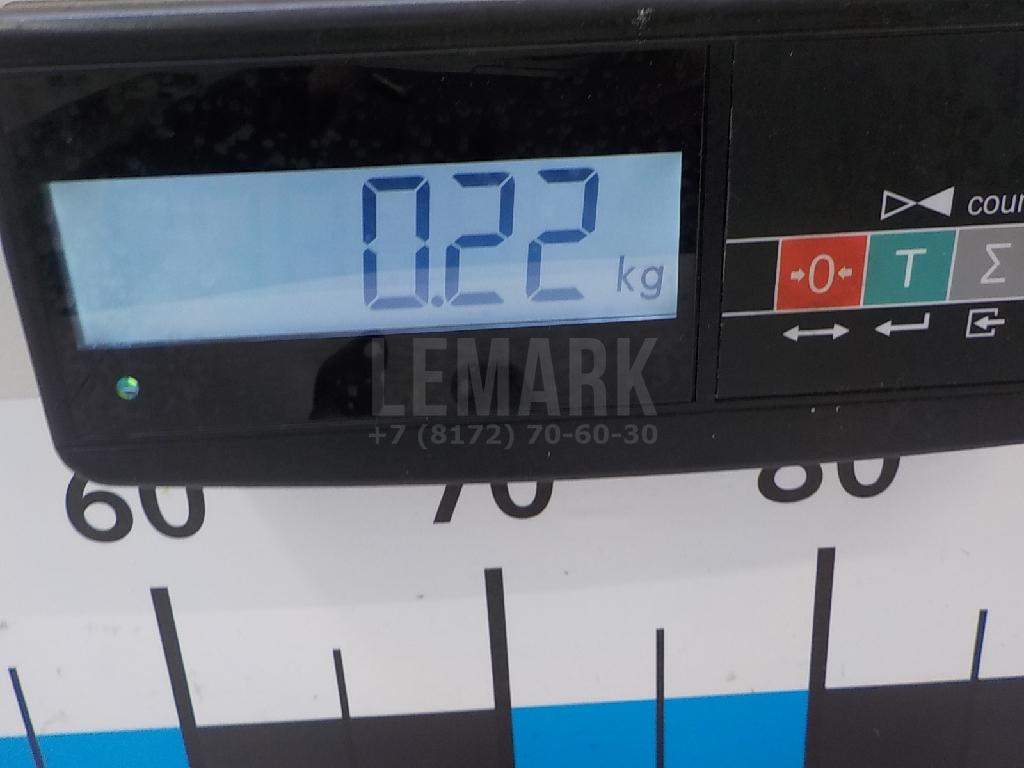 0.22 kg
coun
→0← T Σ
LEMARK
+7 (8172) 70-60-30
60 70 80